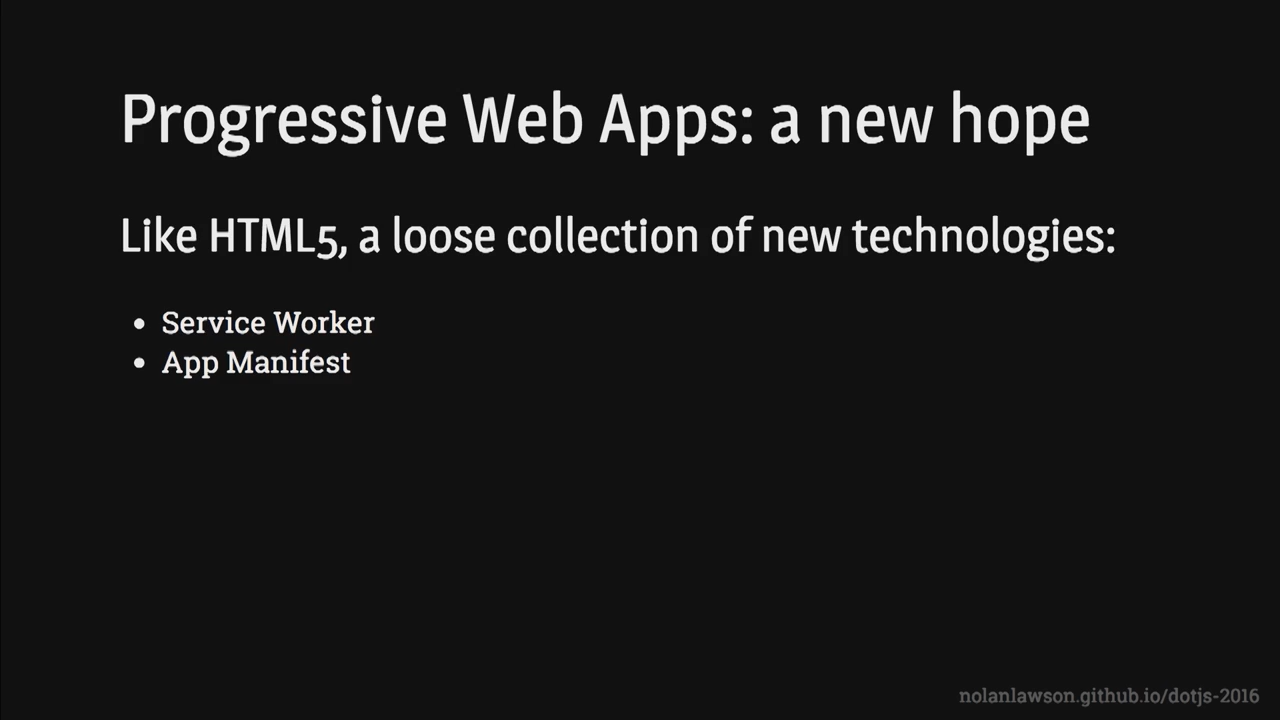 Progressive Web Apps: a new hope
Like HTML5, a loose collection of new technologies:
• Service Worker
• App Manifest
nolanlawson.github.io/dotjs-2016